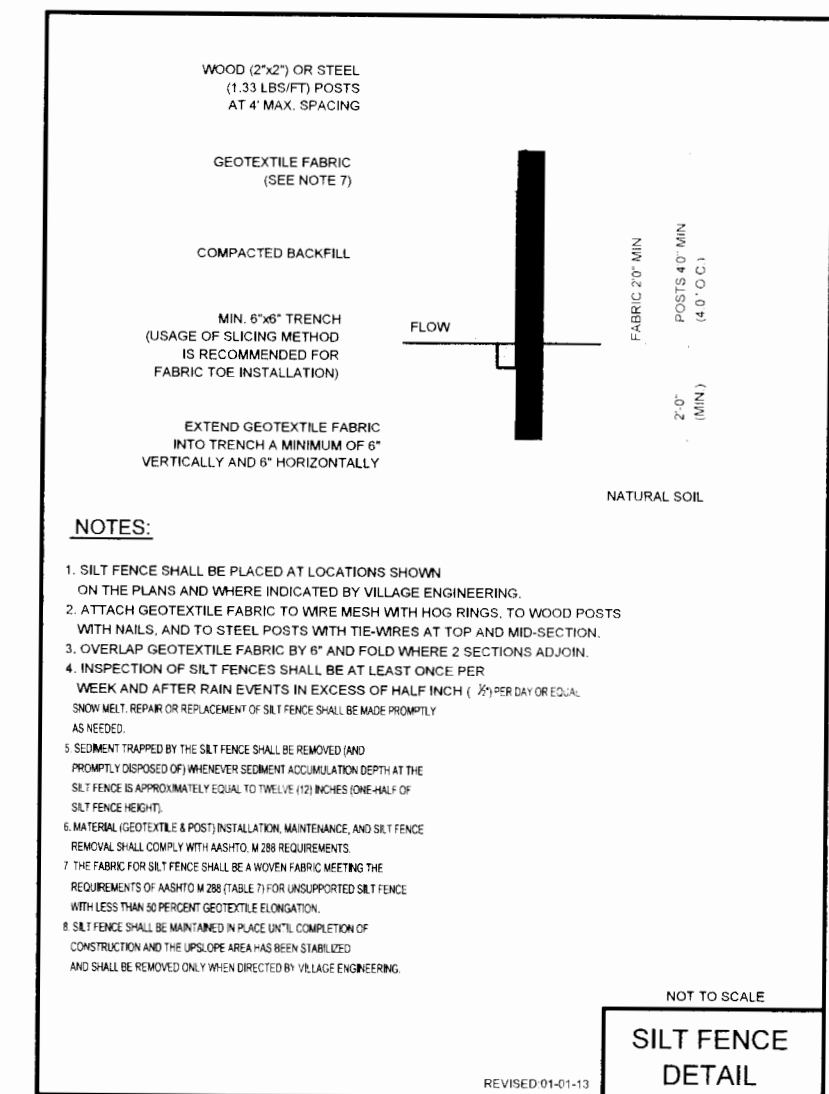 WOOD (2"x2") OR STEEL
(1.33 LBS/FT) POSTS
AT 4' MAX. SPACING
GEOTEXTILE FABRIC
(SEE NOTE 7)
COMPACTED BACKFILL
MIN. 6"x6" TRENCH
(USAGE OF SLICING METHOD
IS RECOMMENDED FOR
FABRIC TOE INSTALLATION)
EXTEND GEOTEXTILE FABRIC
INTO TRENCH A MINIMUM OF 6"
VERTICALLY AND 6" HORIZONTALLY
FLOW
FABRIC 2'0" MIN
POSTS 4'0" MIN
(4.0' O.C.)
2'-0"
(MIN.)
NATURAL SOIL
NOTES:
1. SILT FENCE SHALL BE PLACED AT LOCATIONS SHOWN
ON THE PLANS AND WHERE INDICATED BY VILLAGE ENGINEERING.
2. ATTACH GEOTEXTILE FABRIC TO WIRE MESH WITH HOG RINGS, TO WOOD POSTS
WITH NAILS, AND TO STEEL POSTS WITH TIE-WIRES AT TOP AND MID-SECTION.
3. OVERLAP GEOTEXTILE FABRIC BY 6" AND FOLD WHERE 2 SECTIONS ADJOIN.
4. INSPECTION OF SILT FENCES SHALL BE AT LEAST ONCE PER
WEEK AND AFTER RAIN EVENTS IN EXCESS OF HALF INCH ( ½") PER DAY OR EQUAL
SNOW MELT. REPAIR OR REPLACEMENT OF SILT FENCE SHALL BE MADE PROMPTLY
AS NEEDED.
5. SEDIMENT TRAPPED BY THE SILT FENCE SHALL BE REMOVED (AND
PROMPTLY DISPOSED OF) WHENEVER SEDIMENT ACCUMULATION DEPTH AT THE
SILT FENCE IS APPROXIMATELY EQUAL TO TWELVE (12) INCHES (ONE-HALF OF
SILT FENCE HEIGHT).
6. MATERIAL (GEOTEXTILE & POST) INSTALLATION, MAINTENANCE, AND SILT FENCE
REMOVAL SHALL COMPLY WITH AASHTO. M 288 REQUIREMENTS.
7 THE FABRIC FOR SILT FENCE SHALL BE A WOVEN FABRIC MEETING THE
REQUIREMENTS OF AASHTO M 288 (TABLE 7) FOR UNSUPPORTED SILT FENCE
WITH LESS THAN 50 PERCENT GEOTEXTILE ELONGATION.
8. SILT FENCE SHALL BE MAINTAINED IN PLACE UNTIL COMPLETION OF
CONSTRUCTION AND THE UPSLOPE AREA HAS BEEN STABILIZED
AND SHALL BE REMOVED ONLY WHEN DIRECTED BY VILLAGE ENGINEERING.
NOT TO SCALE
SILT FENCE
DETAIL
REVISED:01-01-13